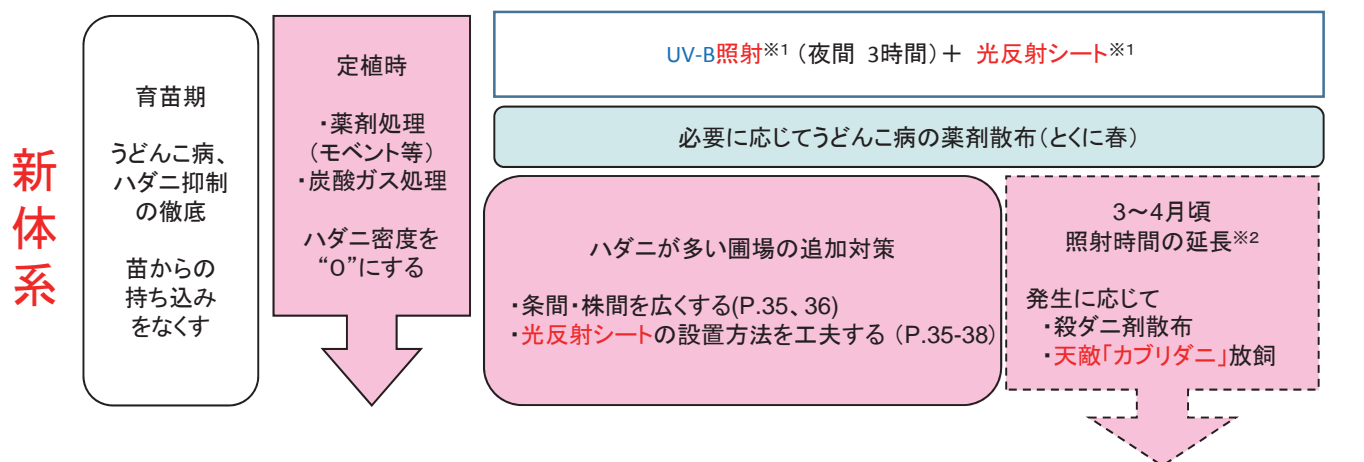 新体系
育苗期
うどんこ病、
ハダニ抑制
の徹底
苗からの
持ち込み
をなくす
定植時
・薬剤処理
(モベント等)
・炭酸ガス処理
ハダニ密度を
“0”にする
UV-B照射※1(夜間 3時間)+ 光反射シート※1
必要に応じてうどんこ病の薬剤散布(とくに春)
ハダニが多い圃場の追加対策
・条間・株間を広くする(P.35、36)
・光反射シートの設置方法を工夫する(P.35-38)
3~4月頃
照射時間の延長※2
発生に応じて
・殺ダニ剤散布
・天敵「カブリダニ」放飼